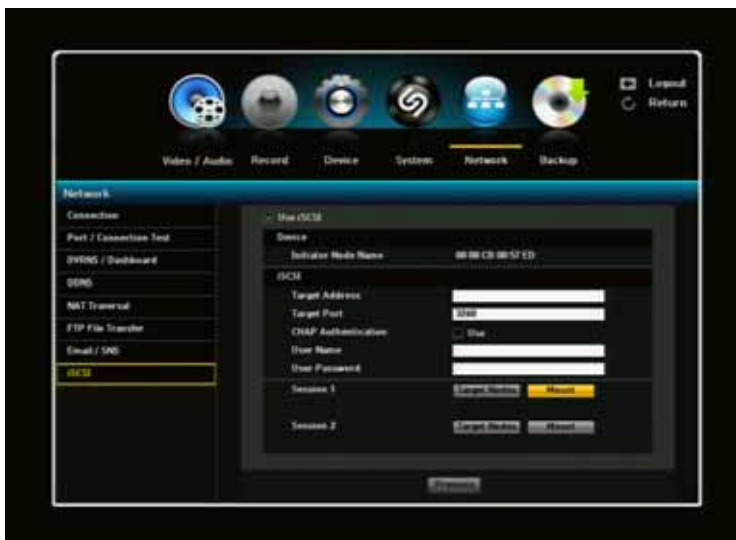 Logout
Return
Video / Audio
Record
Device
System
Network
Backup
Network
Connection
Port / Connection Test
DVRNS / Dashboard
DDNS
NAT Traversal
FTP File Transfer
Email / SNS
iSCSI
Use iSCSI
Device
Initiator Node Name
iSCSI
Target Address
Target Port
CHAP Authentication
Use
User Name
User Password
Session 1
Target Nodes
Mount
Session 2
Target Nodes
Mount